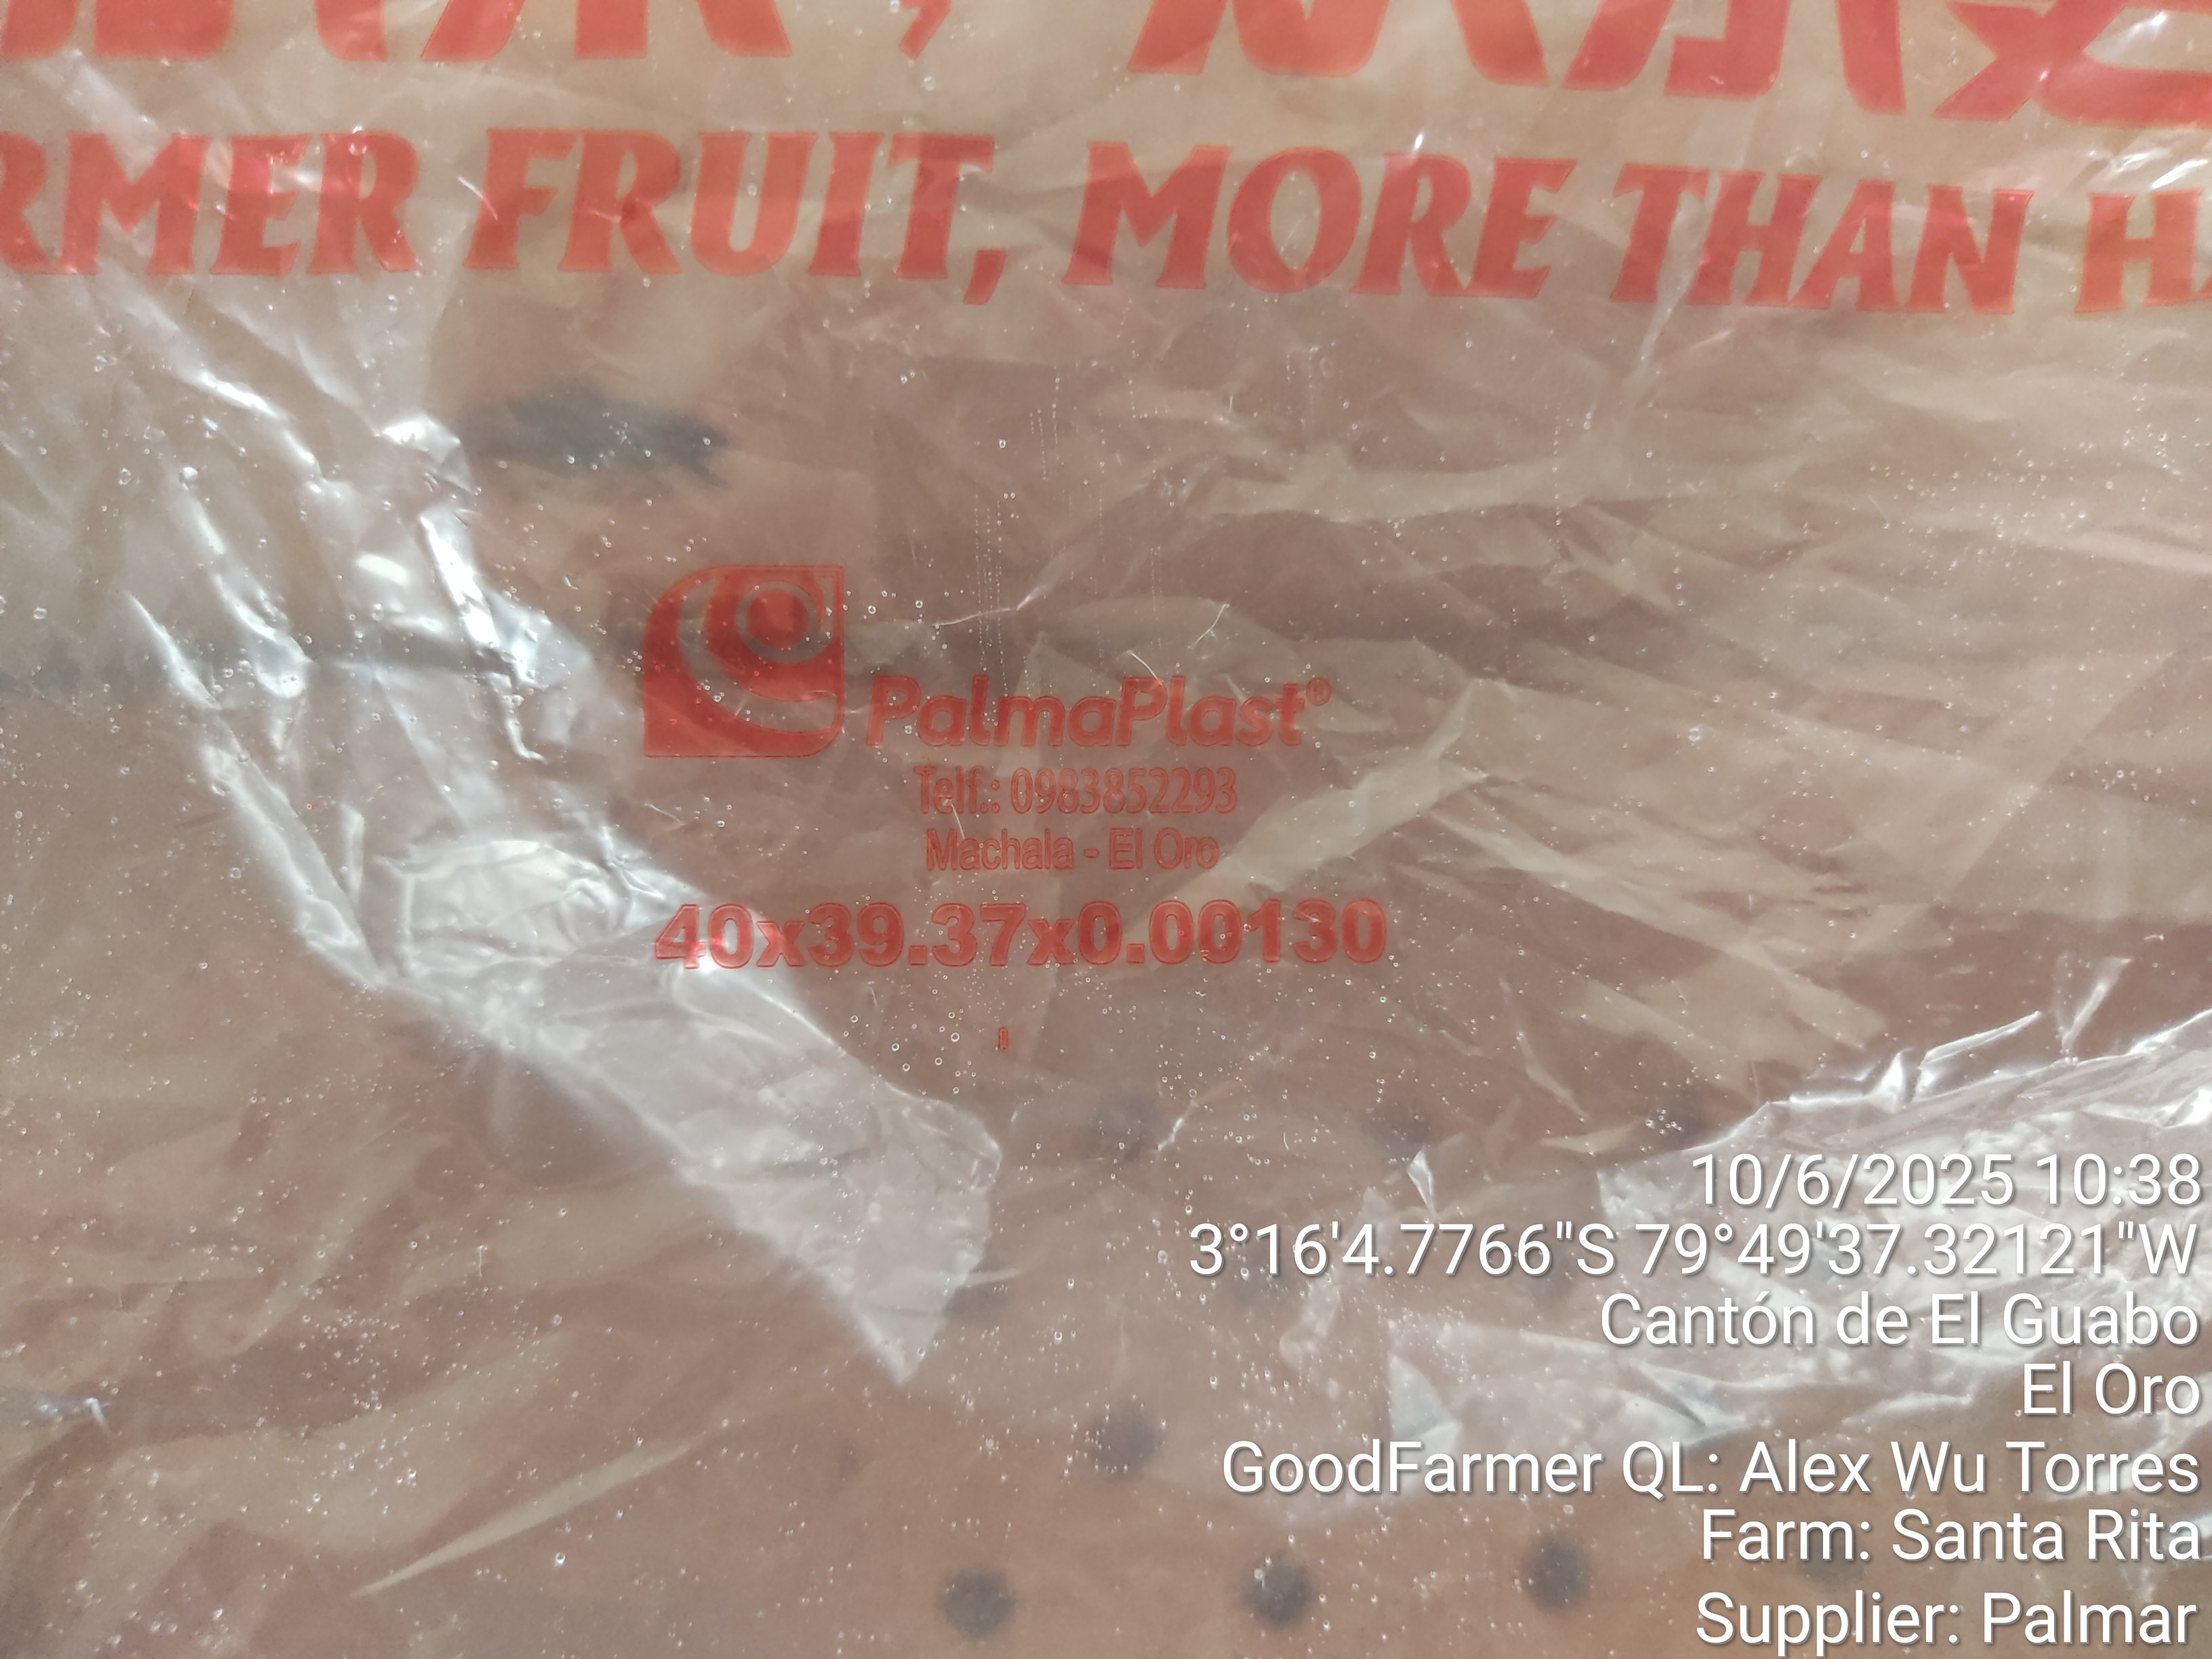 RMER FRUIT, MORE THAN H
PalmaPlast®
Telf.: 0983852293
Machala - El Oro
40x39.37x0.00130
10/6/2025 10:38
3°16'4.7766"S 79°49'37.32121"W
Cantón de El Guabo
El Oro
GoodFarmer QL: Alex Wu Torres
Farm: Santa Rita
Supplier: Palmar